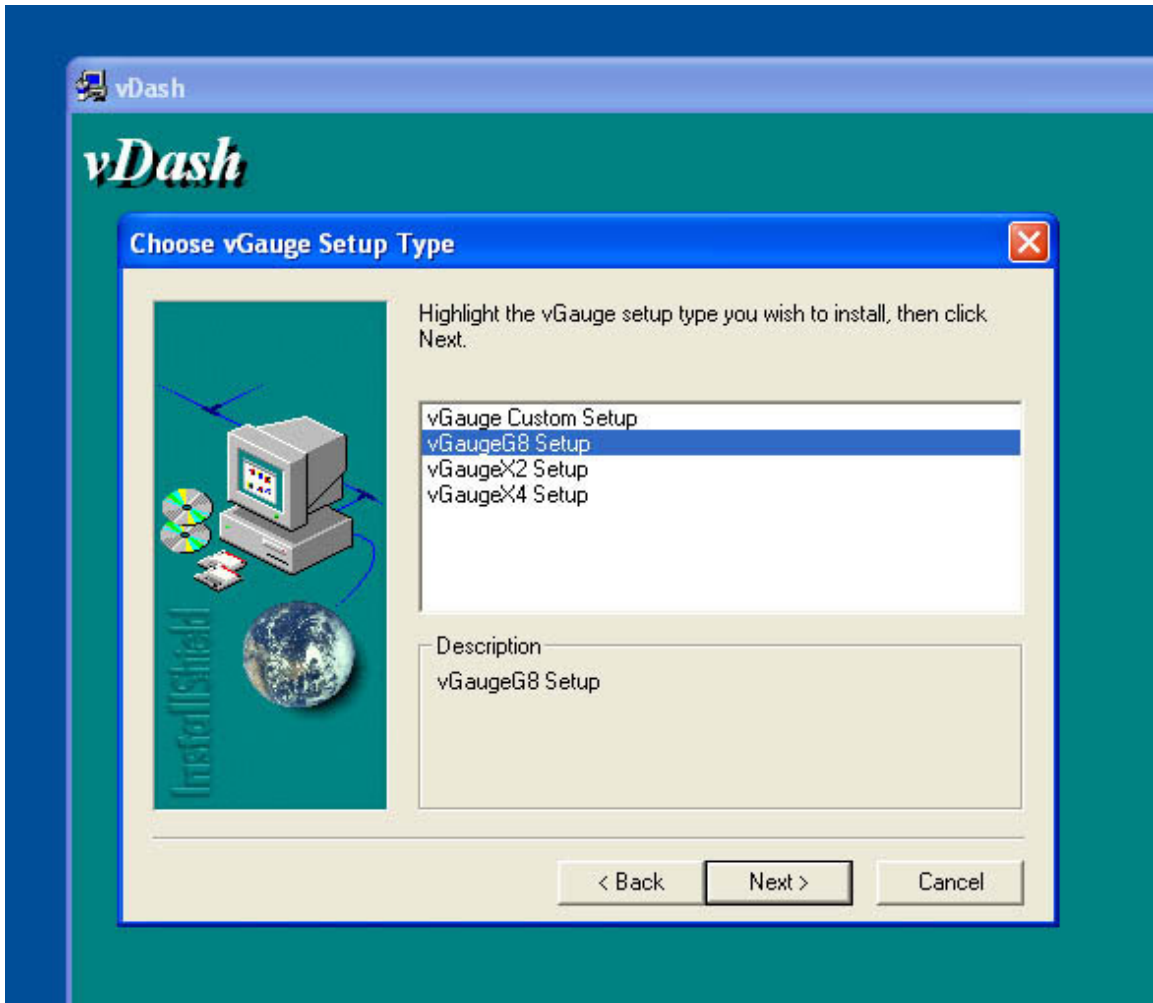 vDash
vDash
Choose vGauge Setup Type
Highlight the vGauge setup type you wish to install, then click
Next.
vGauge Custom Setup
vGaugeG8 Setup
vGaugeX2 Setup
vGaugeX4 Setup
InstallShield
Description
vGaugeG8 Setup
< Back
Next >
Cancel